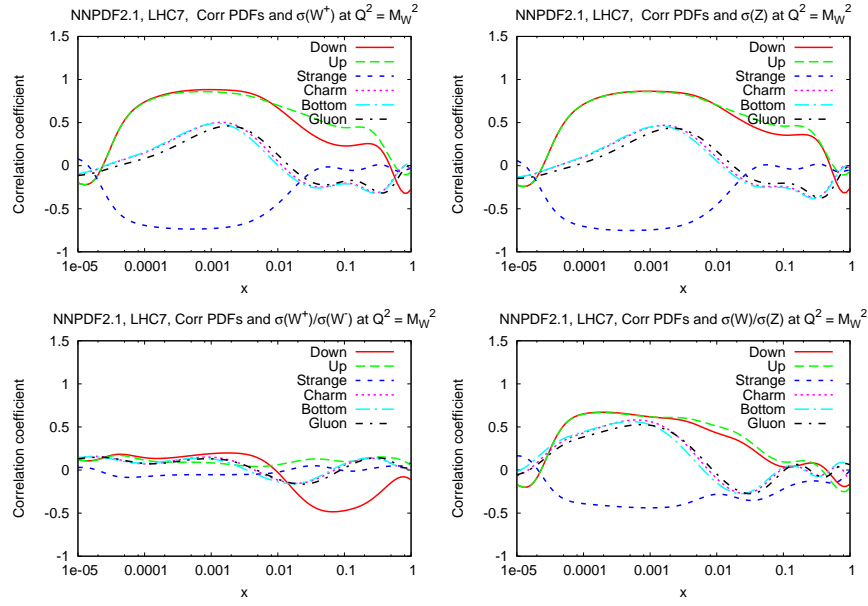 NNPDF2.1, LHC7, Corr PDFs and σ(W⁺) at Q² = M_W²
Correlation coefficient
1.5
1
0.5
0
-0.5
-1
1e-05 0.0001 0.001 0.01 0.1 1
x
Down
Up
Strange
Charm
Bottom
Gluon
NNPDF2.1, LHC7, Corr PDFs and σ(Z) at Q² = M_W²
Correlation coefficient
1.5
1
0.5
0
-0.5
-1
1e-05 0.0001 0.001 0.01 0.1 1
x
Down
Up
Strange
Charm
Bottom
Gluon
NNPDF2.1, LHC7, Corr PDFs and σ(W⁺)/σ(W⁻) at Q² = M_W²
Correlation coefficient
1.5
1
0.5
0
-0.5
-1
1e-05 0.0001 0.001 0.01 0.1 1
x
Down
Up
Strange
Charm
Bottom
Gluon
NNPDF2.1, LHC7, Corr PDFs and σ(W)/σ(Z) at Q² = M_W²
Correlation coefficient
1.5
1
0.5
0
-0.5
-1
1e-05 0.0001 0.001 0.01 0.1 1
x
Down
Up
Strange
Charm
Bottom
Gluon